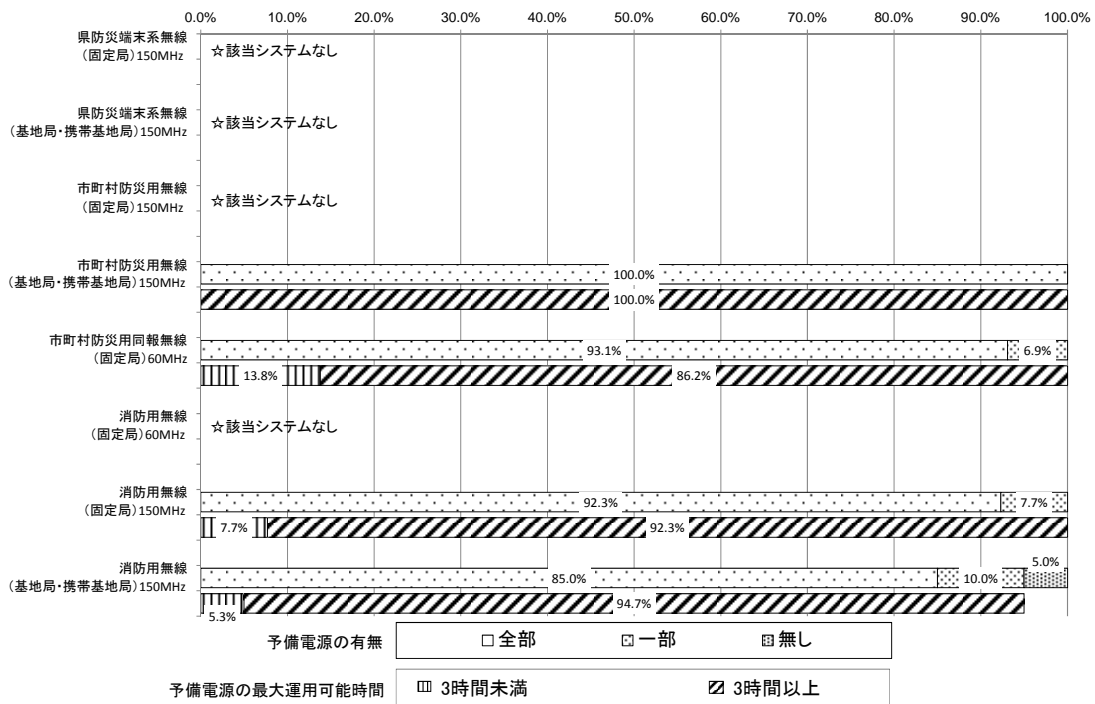 0.0% 10.0% 20.0% 30.0% 40.0% 50.0% 60.0% 70.0% 80.0% 90.0% 100.0%
県防災端末系無線
(固定局)150MHz
☆該当システムなし
県防災端末系無線
(基地局・携帯基地局)150MHz
☆該当システムなし
市町村防災用無線
(固定局)150MHz
☆該当システムなし
市町村防災用無線
(基地局・携帯基地局)150MHz
100.0%
100.0%
市町村防災用同報無線
(固定局)60MHz
93.1% 6.9%
13.8% 86.2%
消防用無線
(固定局)60MHz
☆該当システムなし
消防用無線
(固定局)150MHz
92.3% 7.7%
7.7% 92.3%
消防用無線
(基地局・携帯基地局)150MHz
85.0% 10.0% 5.0%
5.3% 94.7%
予備電源の有無 全部 一部 無し
予備電源の最大運用可能時間 3時間未満 3時間以上